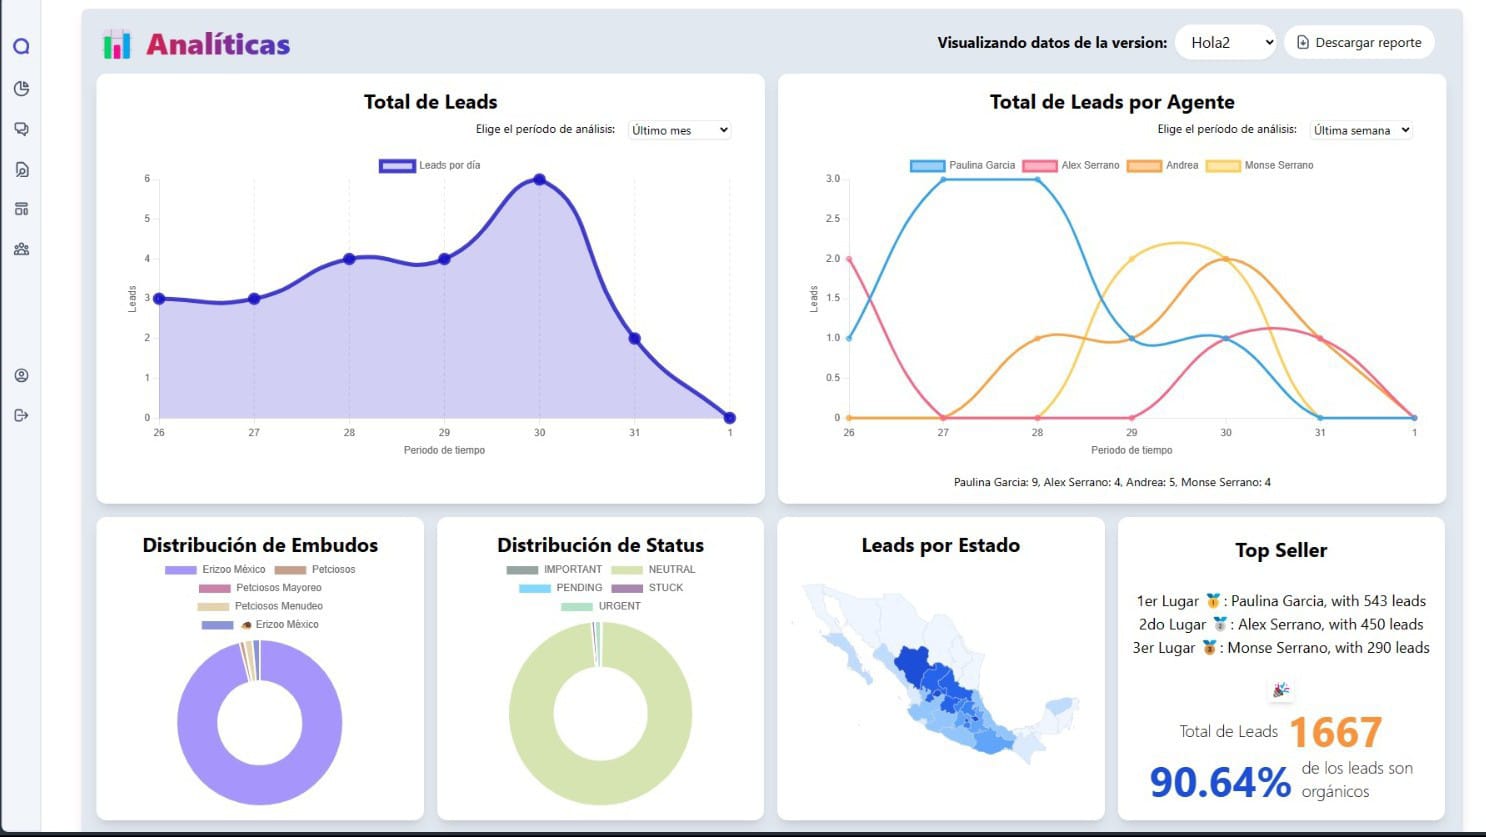 Analíticas
Visualizando datos de la version: Hola2 Descargar reporte
Total de Leads
Elige el período de análisis: Último mes
Leads por día
6
5
4
3
2
1
0
Leads
26 27 28 29 30 31 1
Periodo de tiempo
Total de Leads por Agente
Elige el período de análisis: Última semana
Paulina Garcia Alex Serrano Andrea Monse Serrano
3.0
2.5
2.0
1.5
1.0
0.5
0
Leads
26 27 28 29 30 31 1
Periodo de tiempo
Paulina Garcia: 9, Alex Serrano: 4, Andrea: 5, Monse Serrano: 4
Distribución de Embudos
Erizoo México Petciosos
Petciosos Mayoreo
Petciosos Menudeo
🦔 Erizoo México
Distribución de Status
IMPORTANT NEUTRAL
PENDING STUCK
URGENT
Leads por Estado
Top Seller
1er Lugar 🥇: Paulina Garcia, with 543 leads
2do Lugar 🥈: Alex Serrano, with 450 leads
3er Lugar 🥉: Monse Serrano, with 290 leads
🎉
Total de Leads 1667
90.64% de los leads son
orgánicos